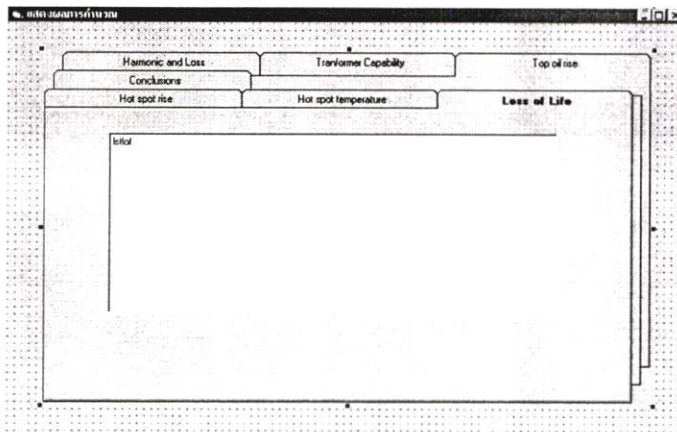 แสดงผลการคำนวณ
Harmonic and Loss
Tranformer Capability
Top oil rise
Conclusions
Hot spot rise
Hot spot temperature
Loss of Life
lstlol